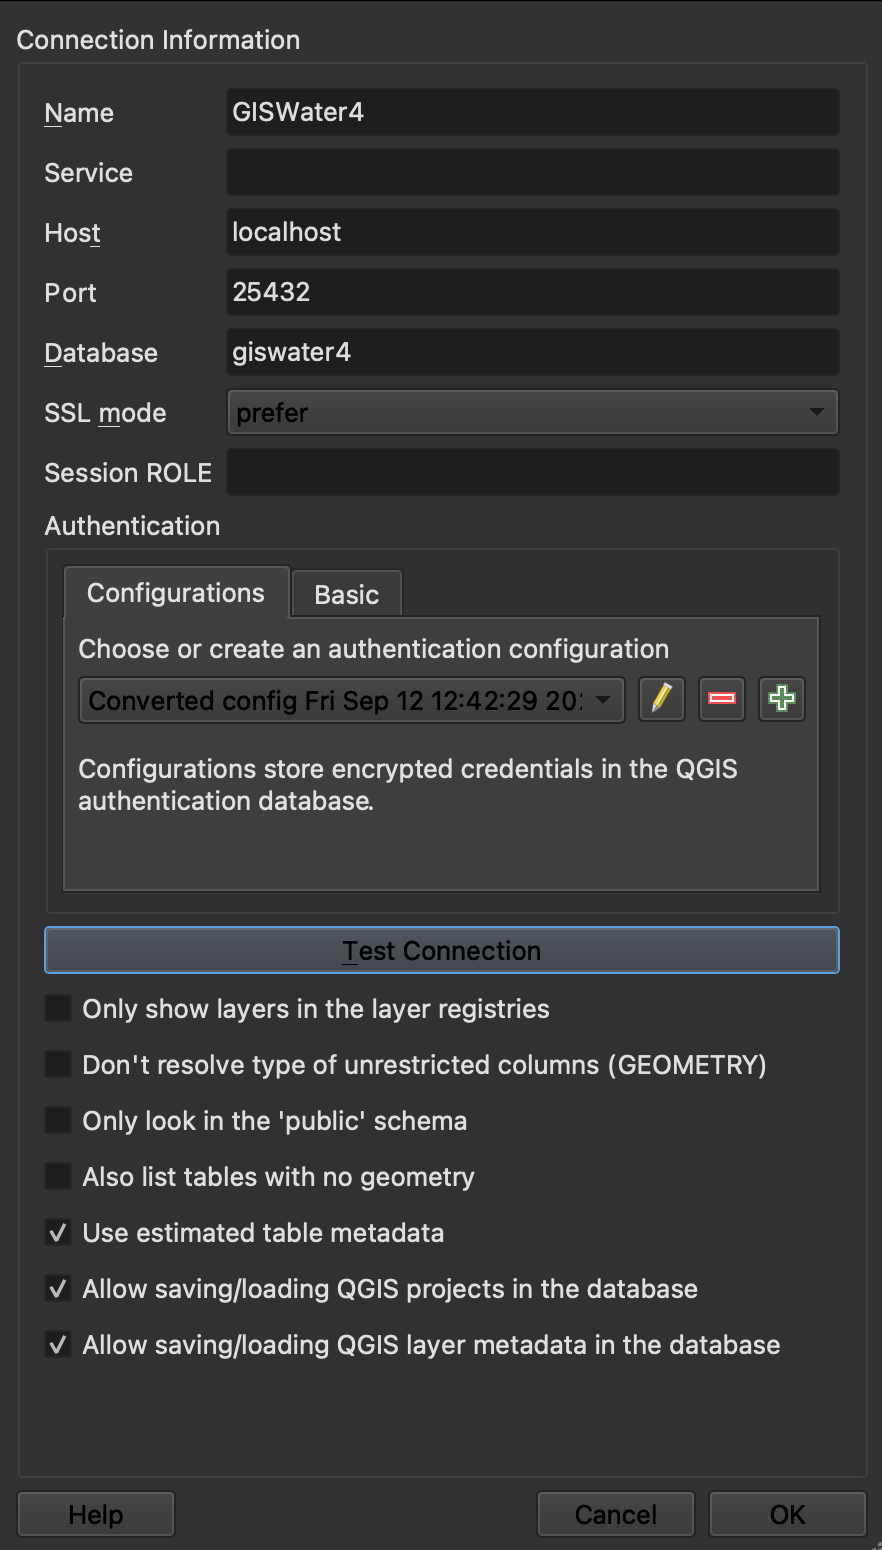 Connection Information
Name GISWater4
Service
Host localhost
Port 25432
Database giswater4
SSL mode prefer
Session ROLE
Authentication
Configurations Basic
Choose or create an authentication configuration
Converted config Fri Sep 12 12:42:29 20
Configurations store encrypted credentials in the QGIS
authentication database.
Test Connection
Only show layers in the layer registries
Don't resolve type of unrestricted columns (GEOMETRY)
Only look in the 'public' schema
Also list tables with no geometry
Use estimated table metadata
Allow saving/loading QGIS projects in the database
Allow saving/loading QGIS layer metadata in the database
Help Cancel OK